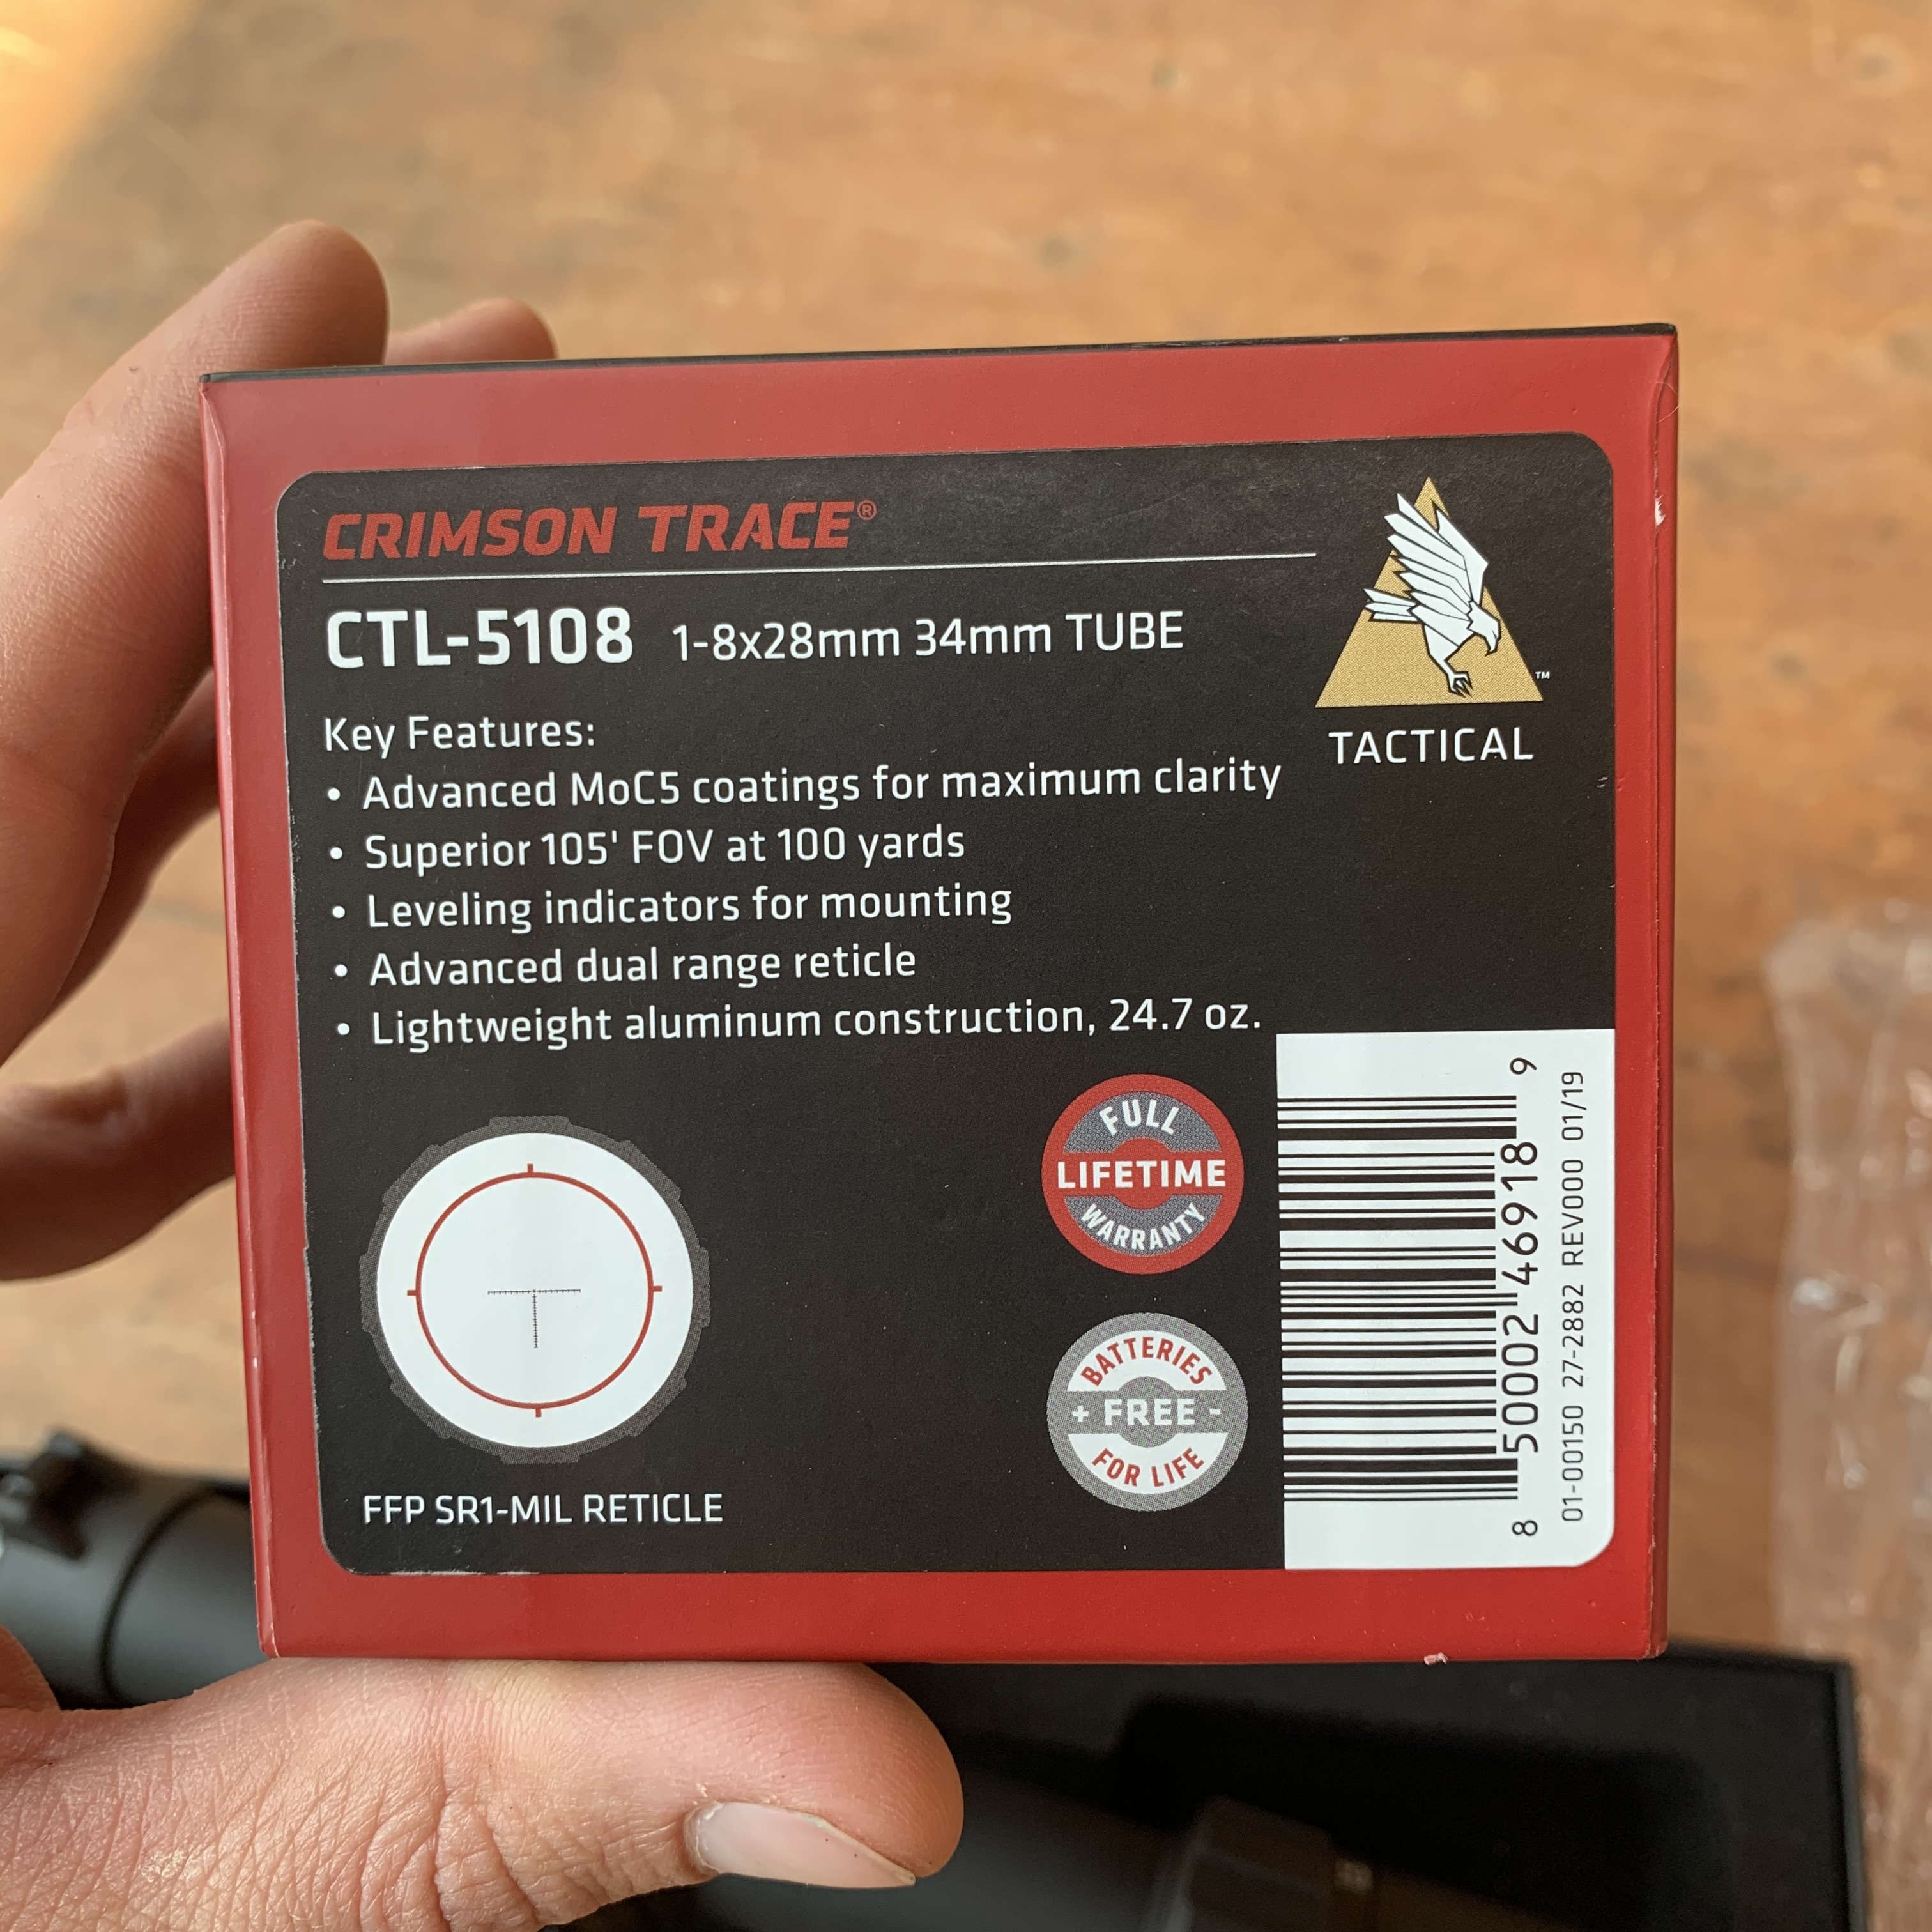 CRIMSON TRACE®
CTL-5108 1-8x28mm 34mm TUBE
™
TACTICAL
Key Features:
• Advanced MoC5 coatings for maximum clarity
• Superior 105' FOV at 100 yards
• Leveling indicators for mounting
• Advanced dual range reticle
• Lightweight aluminum construction, 24.7 oz.
FULL
LIFETIME
WARRANTY
BATTERIES
+ FREE -
FOR LIFE
FFP SR1-MIL RETICLE
8 50002 46918 9
01-00150 27-2882 REV000 01/19